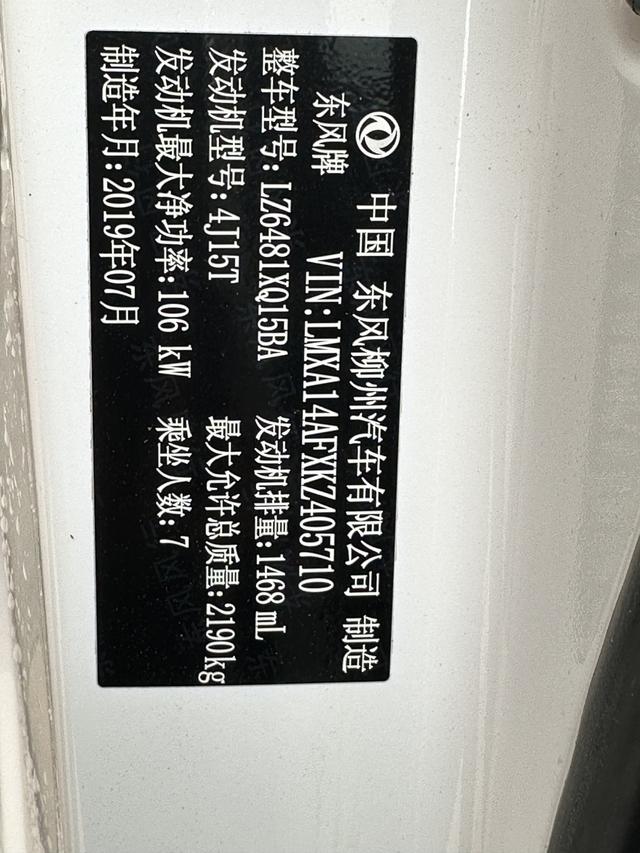 中国 东风柳州汽车有限公司 制造
东风牌 VIN:LMXA14AFXKZ405710
整车型号:LZ6481XQ15BA 发动机排量:1468 mL
发动机型号:4J15T 最大允许总质量:2190kg
发动机最大净功率:106 kW 乘坐人数:7
制造年月:2019年07月